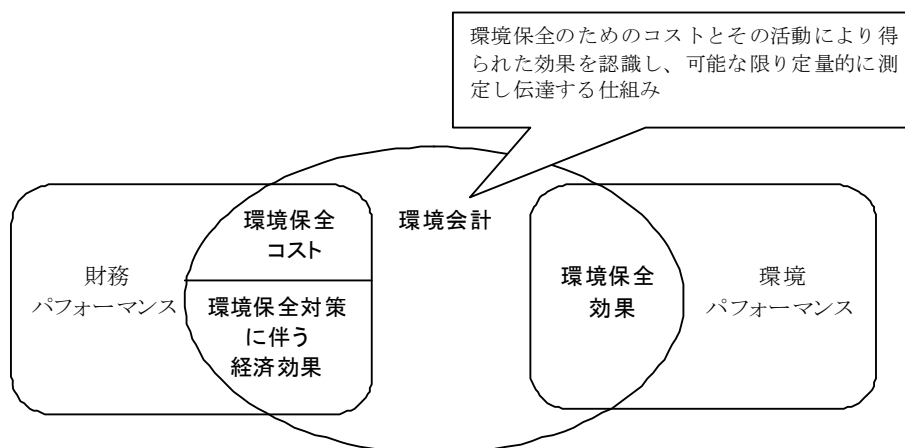 環境保全のためのコストとその活動により得
られた効果を認識し、可能な限り定量的に測
定し伝達する仕組み
環境保全
コスト
環境会計
財務
パフォーマンス
環境保全対策
に伴う
経済効果
環境保全
効果
環境
パフォーマンス